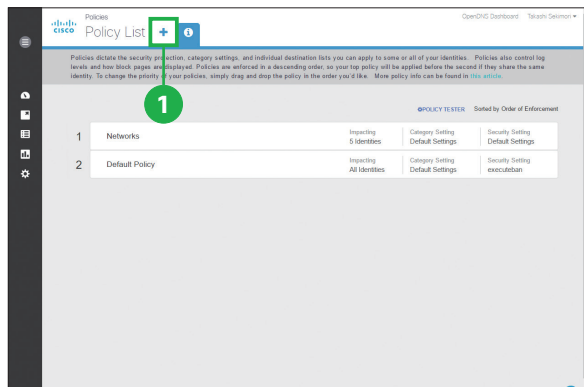 Policies
OpenDNS Dashboard Takashi Sekimori
cisco
Policy List + i
Policies dictate the security protection, category settings, and individual destination lists you can apply to some or all of your identities. Policies also control log
levels and how block pages are displayed. Policies are enforced in a descending order, so your top policy will be applied before the second if they share the same
identity. To change the priority of your policies, simply drag and drop the policy in the order you'd like. More policy info can be found in this article.
1
POLICY TESTER Sorted by Order of Enforcement
1 Networks Impacting Category Setting Security Setting
5 Identities Default Settings Default Settings
2 Default Policy Impacting Category Setting Security Setting
All Identities Default Settings executeban